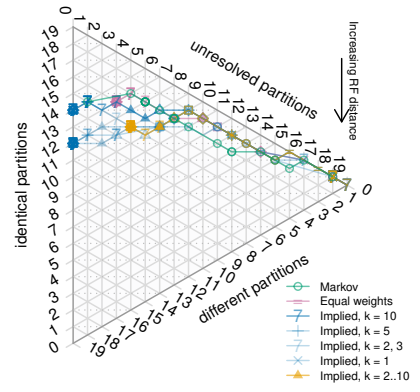 0 1 2 3 4 5 6 7 8 9 10 11 12 13 14 15 16 17 18 19
unresolved partitions
Increasing RF distance
19
18
17
16
15
14
13
12
11
10
9
8
7
6
5
4
3
2
1
0
identical partitions
19 18 17 16 15 14 13 12 11 10 9 8 7 6 5 4 3 2 1 0
different partitions
Markov
Equal weights
Implied, k = 10
Implied, k = 5
Implied, k = 2, 3
Implied, k = 1
Implied, k = 2..10